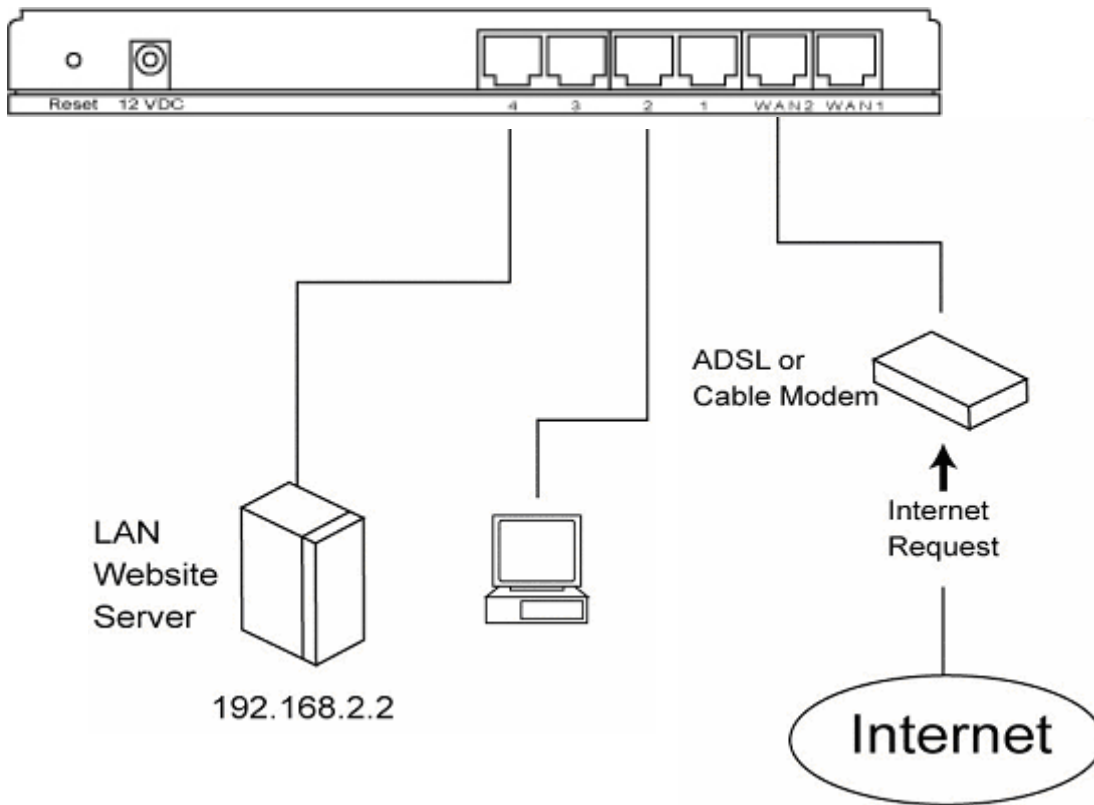 Reset 12 VDC 4 3 2 1 WAN2 WAN1
ADSL or
Cable Modem
Internet
Request
LAN
Website
Server
192.168.2.2
Internet